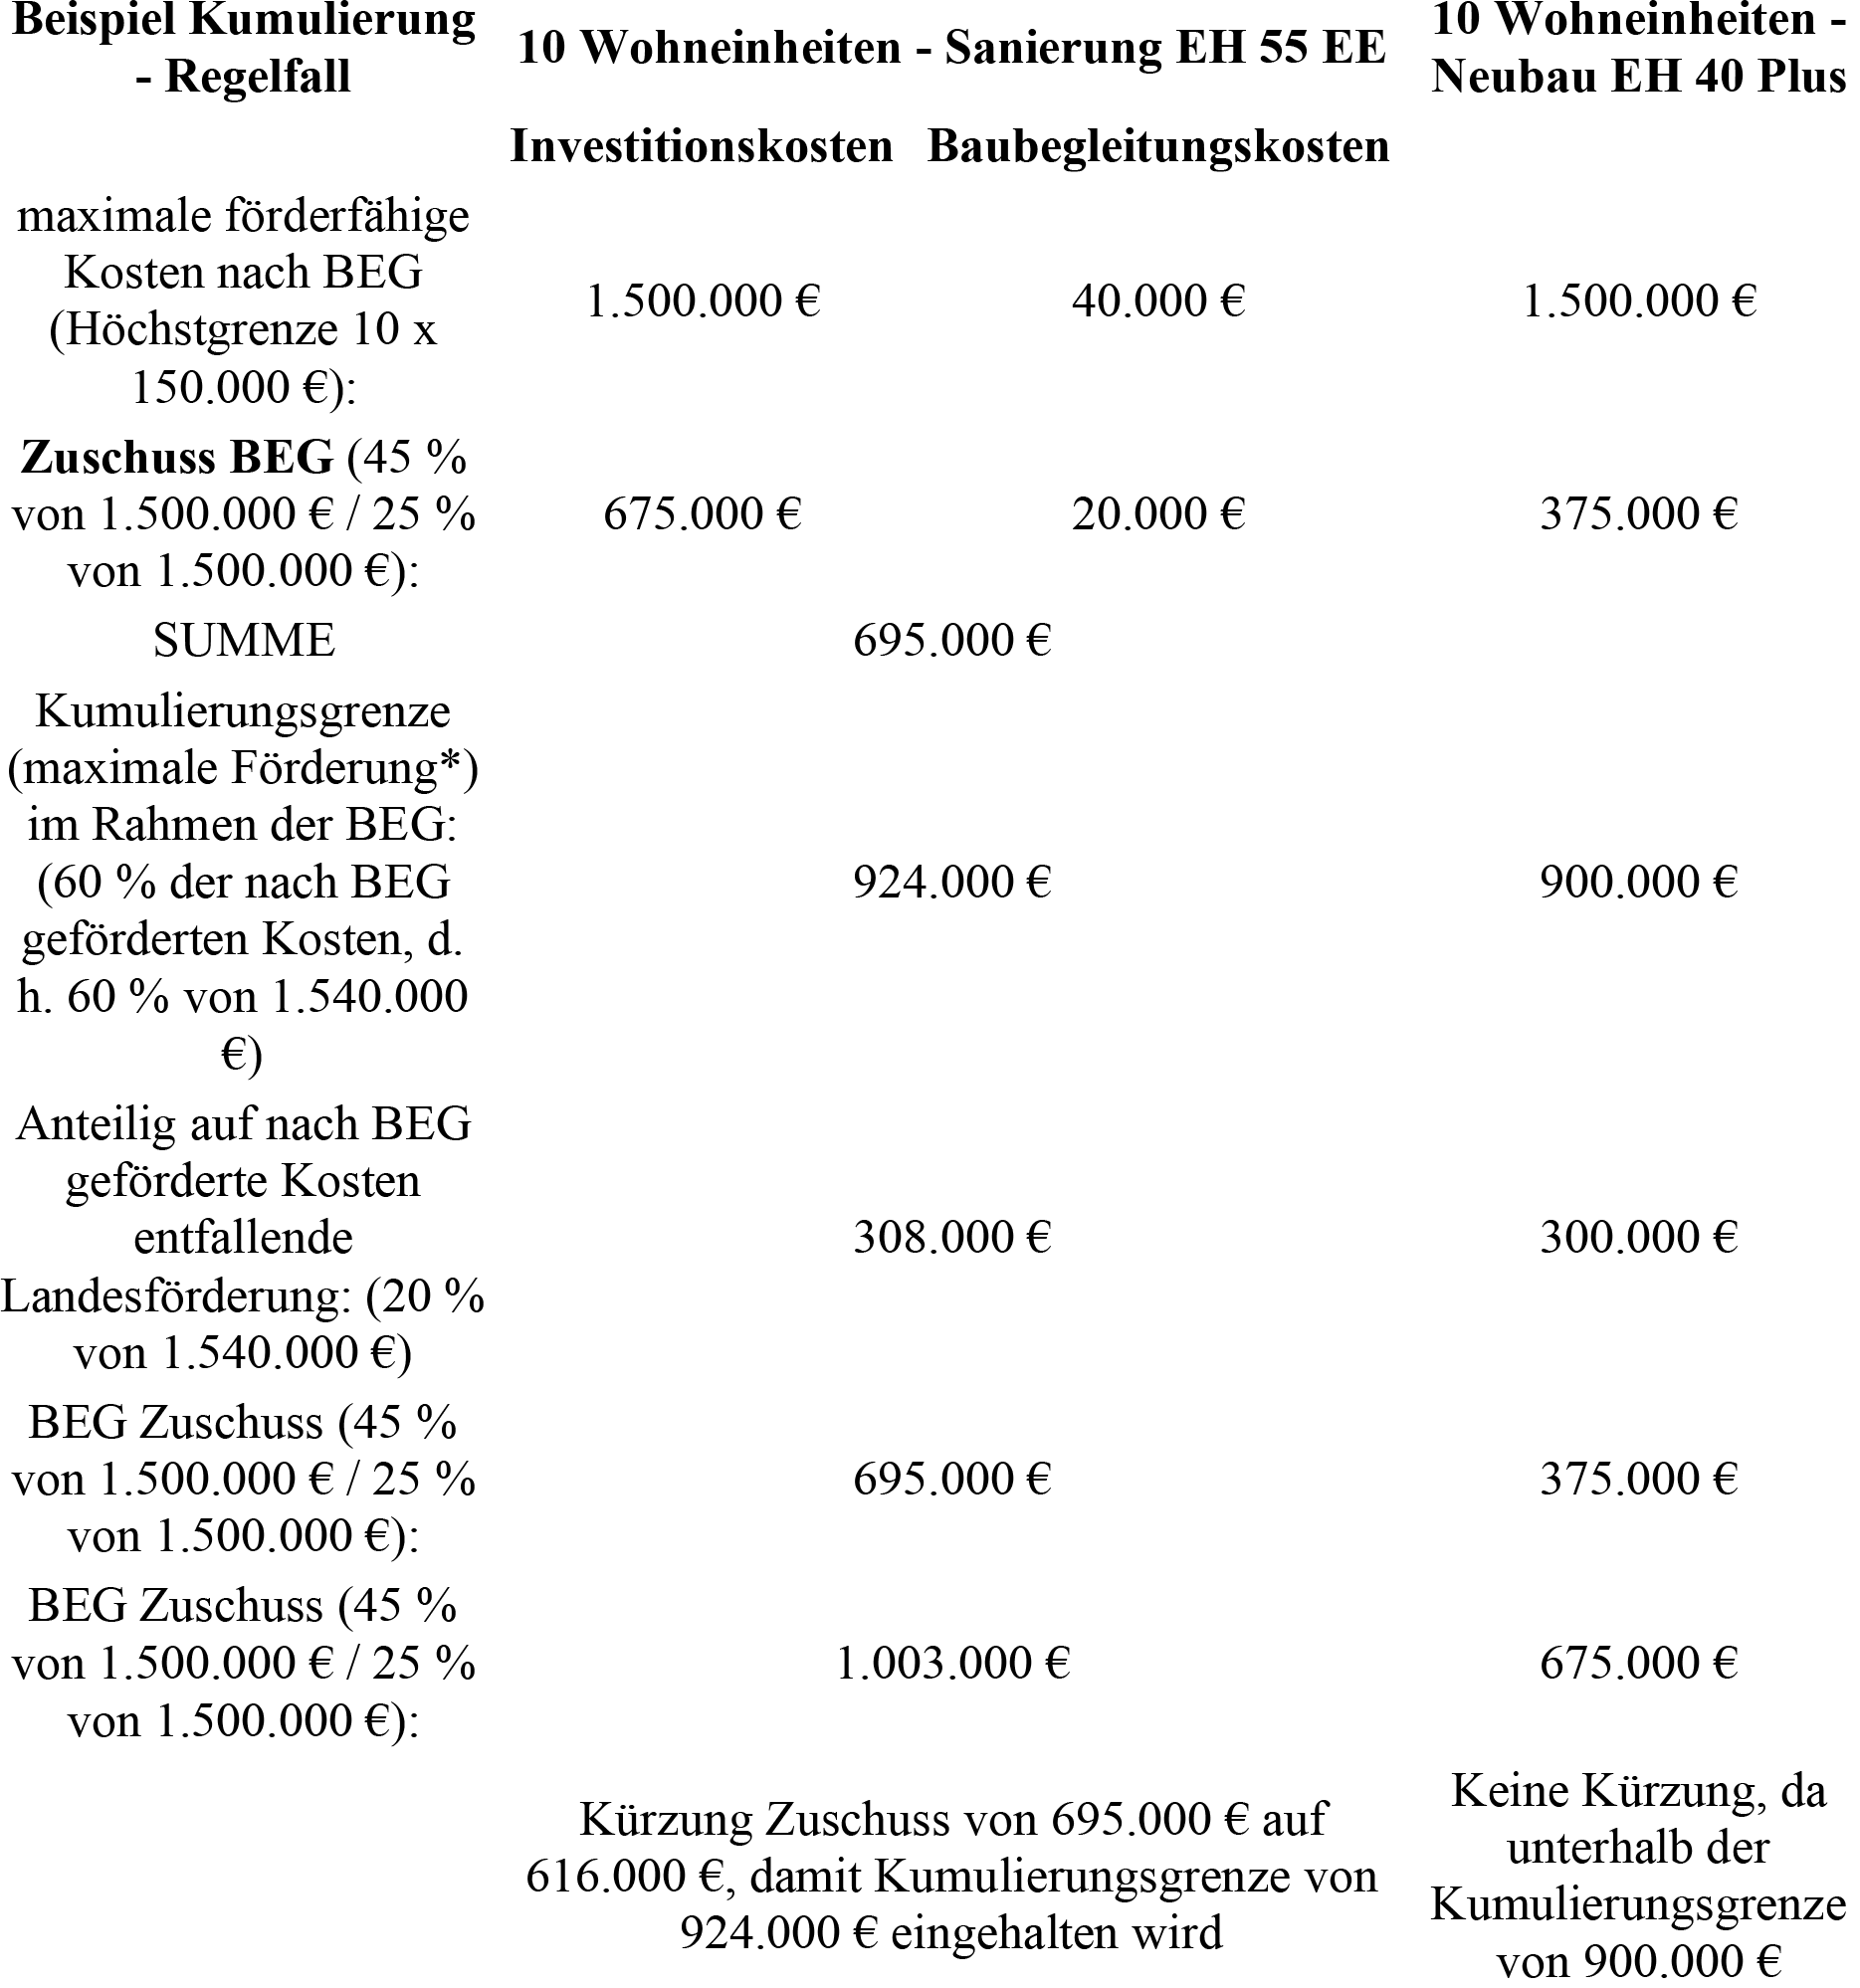 Beispiel Kumulierung
- Regelfall
10 Wohneinheiten - Sanierung EH 55 EE
10 Wohneinheiten -
Neubau EH 40 Plus
Investitionskosten
Baubegleitungskosten
maximale förderfähige
Kosten nach BEG
(Höchstgrenze 10 x
150.000 €):
1.500.000 €
40.000 €
1.500.000 €
Zuschuss BEG (45 %
von 1.500.000 € / 25 %
von 1.500.000 €):
675.000 €
20.000 €
375.000 €
SUMME
695.000 €
Kumulierungsgrenze
(maximale Förderung*)
im Rahmen der BEG:
(60 % der nach BEG
geförderten Kosten, d.
h. 60 % von 1.540.000
€)
924.000 €
900.000 €
Anteilig auf nach BEG
geförderte Kosten
entfallende
Landesförderung: (20 %
von 1.540.000 €)
308.000 €
300.000 €
BEG Zuschuss (45 %
von 1.500.000 € / 25 %
von 1.500.000 €):
695.000 €
375.000 €
BEG Zuschuss (45 %
von 1.500.000 € / 25 %
von 1.500.000 €):
1.003.000 €
675.000 €
Kürzung Zuschuss von 695.000 € auf
616.000 €, damit Kumulierungsgrenze von
924.000 € eingehalten wird
Keine Kürzung, da
unterhalb der
Kumulierungsgrenze
von 900.000 €